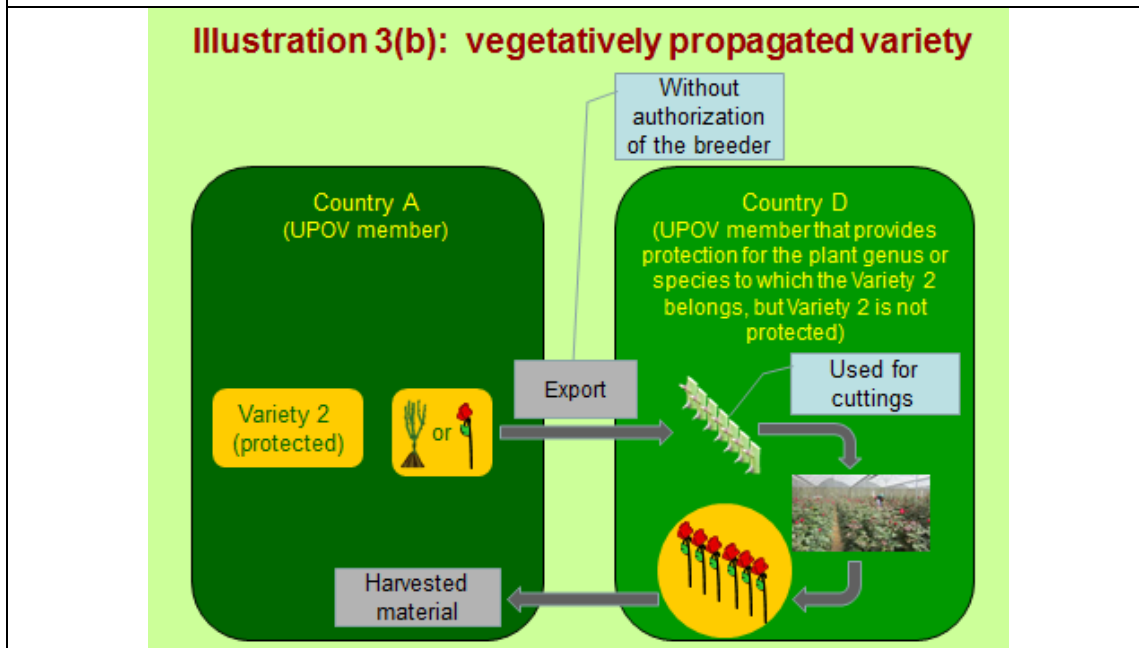 Illustration 3(b): vegetatively propagated variety
Without
authorization
of the breeder
Country A
(UPOV member)
Country D
(UPOV member that provides
protection for the plant genus or
species to which the Variety 2
belongs, but Variety 2 is not
protected)
Export
Used for
cuttings
Variety 2
(protected)
or
Harvested
material